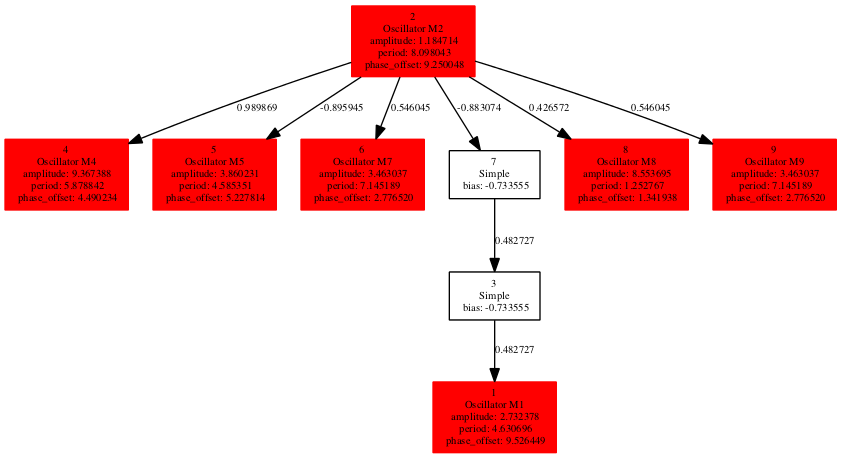 2
Oscillator M2
amplitude: 1.184714
period: 8.098043
phase_offset: 9.250048
0.989869
-0.895945
0.546045
-0.883074
0.426572
0.546045
4
Oscillator M4
amplitude: 9.367388
period: 5.878842
phase_offset: 4.490234
5
Oscillator M5
amplitude: 3.860231
period: 4.585351
phase_offset: 5.227814
6
Oscillator M7
amplitude: 3.463037
period: 7.145189
phase_offset: 2.776520
7
Simple
bias: -0.733555
8
Oscillator M8
amplitude: 8.553695
period: 1.252767
phase_offset: 1.341938
9
Oscillator M9
amplitude: 3.463037
period: 7.145189
phase_offset: 2.776520
0.482727
3
Simple
bias: -0.733555
0.482727
1
Oscillator M1
amplitude: 2.732378
period: 4.630696
phase_offset: 9.526449